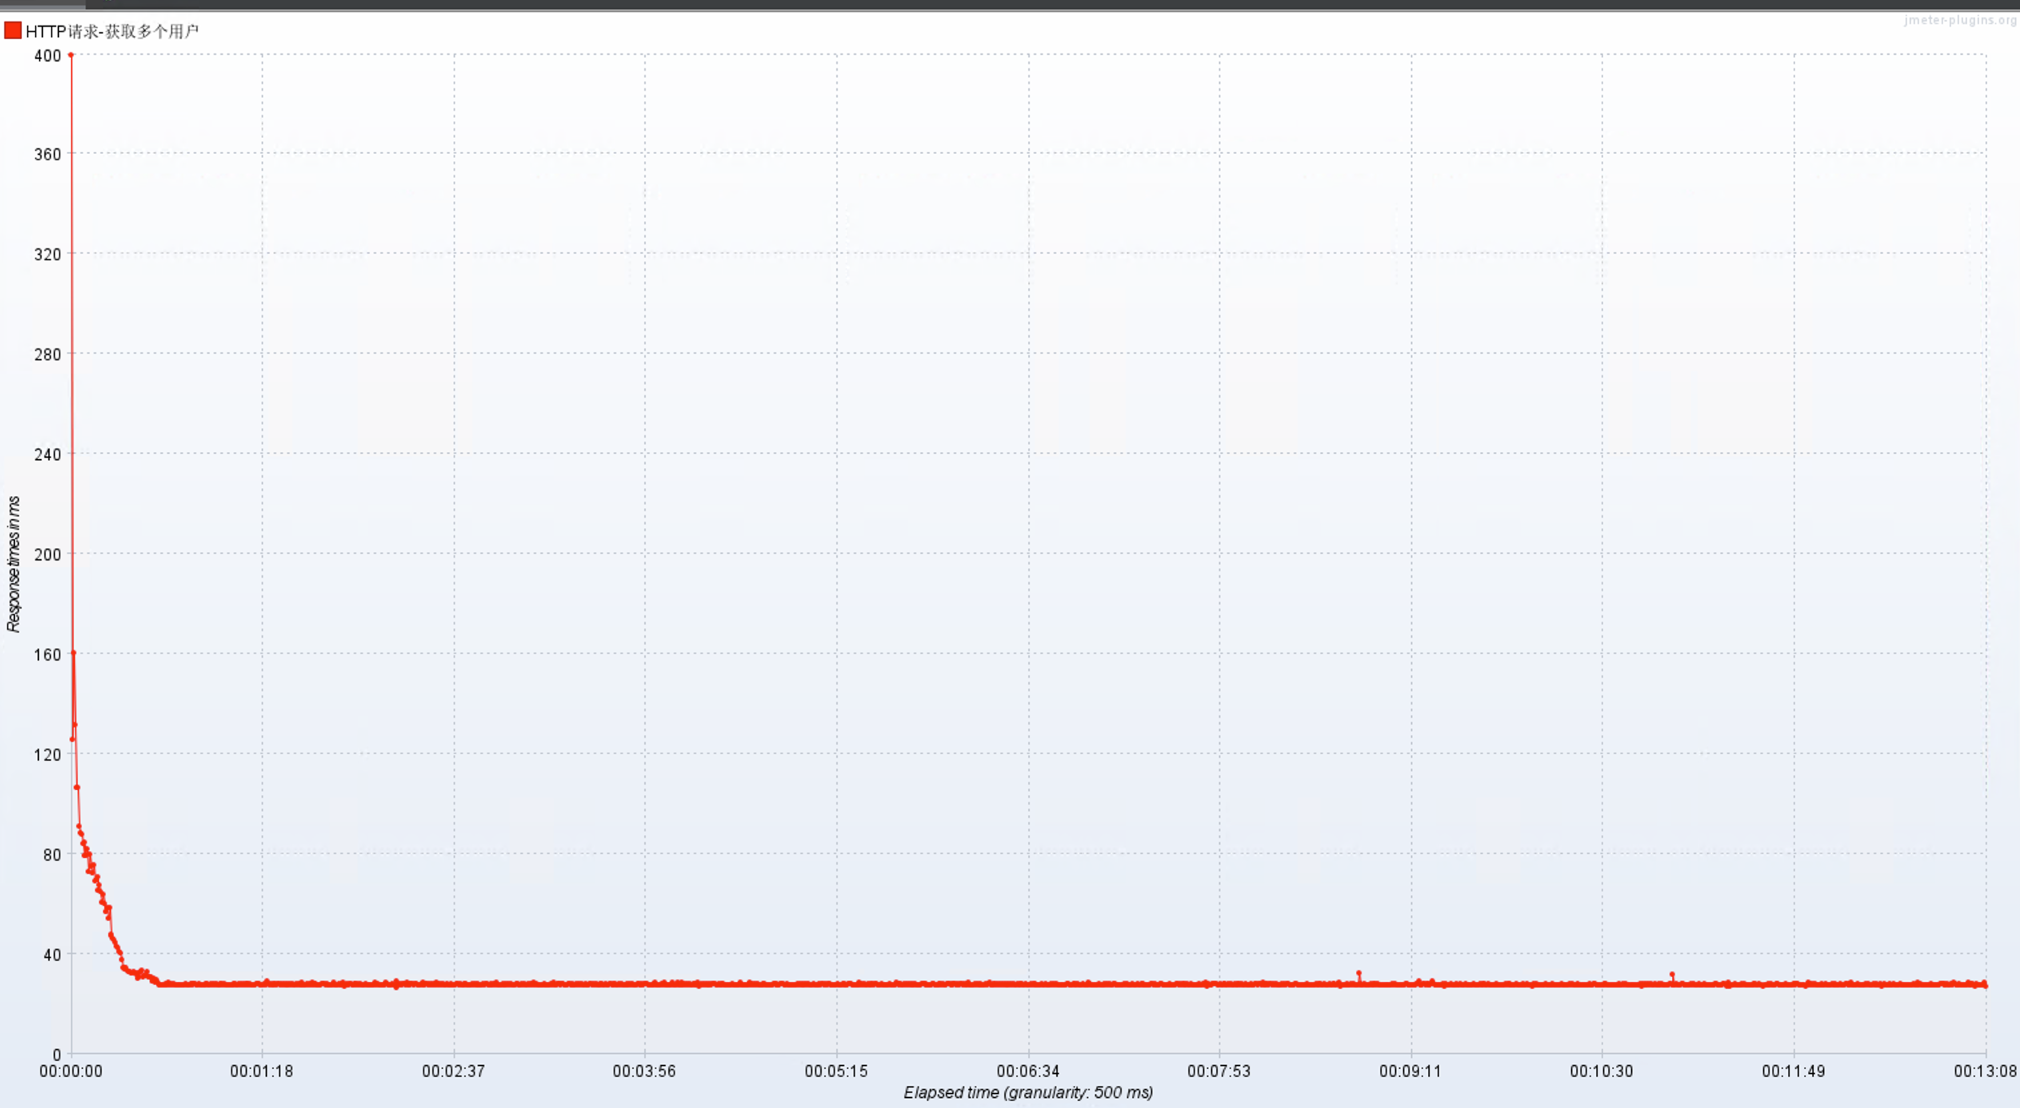 jmeter-plugins.org
HTTP请求-获取多个用户
400
360
320
280
240
200
160
120
80
40
0
Response times in ms
00:00:00 00:01:18 00:02:37 00:03:56 00:05:15 00:06:34 00:07:53 00:09:11 00:10:30 00:11:49 00:13:08
Elapsed time (granularity: 500 ms)